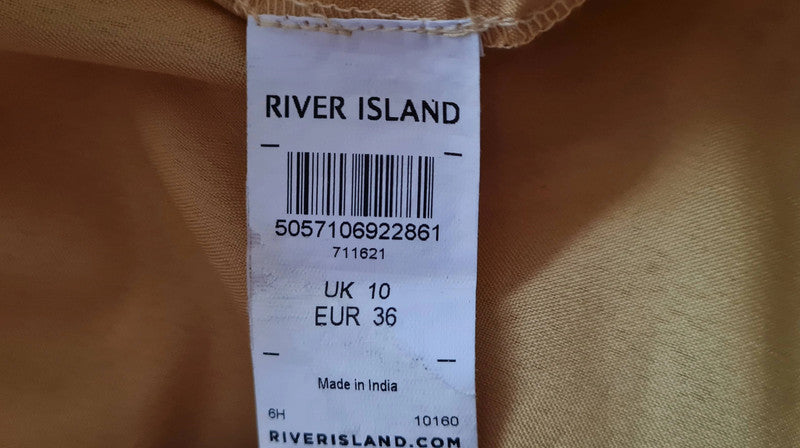 RIVER ISLAND
5057106922861
711621
UK 10
EUR 36
Made in India
6H 10160
RIVERISLAND.COM